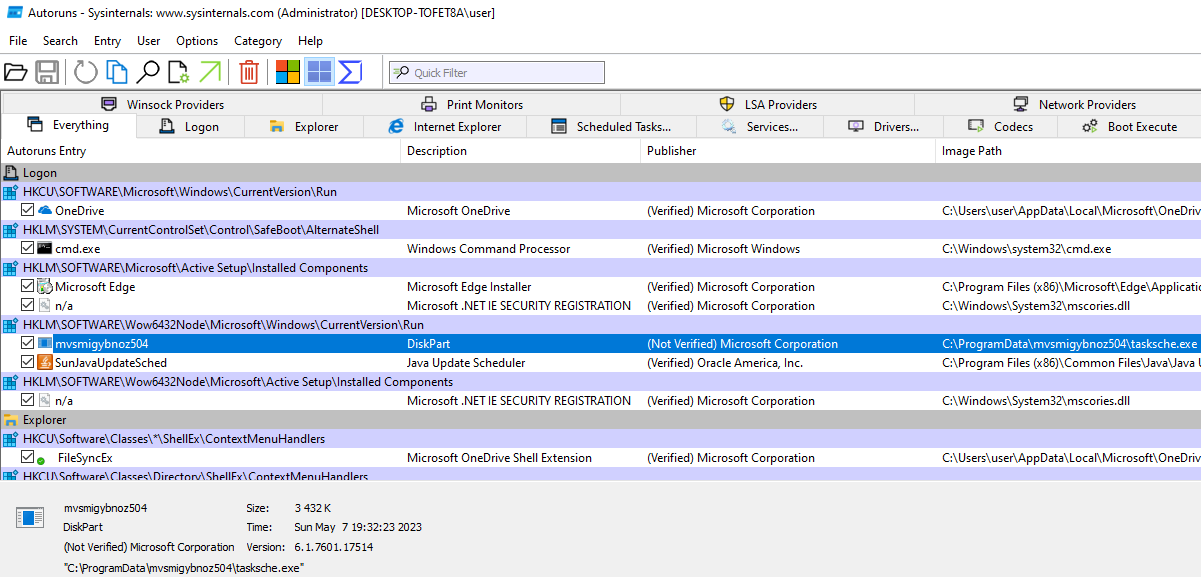 Autoruns - Sysinternals: www.sysinternals.com (Administrator) [DESKTOP-TOFET8A\user]
File Search Entry User Options Category Help
Quick Filter
Winsock Providers Print Monitors LSA Providers Network Providers
Everything Logon Explorer Internet Explorer Scheduled Tasks... Services... Drivers... Codecs Boot Execute
Autoruns Entry Description Publisher Image Path
Logon
HKCU\SOFTWARE\Microsoft\Windows\CurrentVersion\Run
OneDrive Microsoft OneDrive (Verified) Microsoft Corporation C:\Users\user\AppData\Local\Microsoft\OneDriv
HKLM\SYSTEM\CurrentControlSet\Control\SafeBoot\AlternateShell
cmd.exe Windows Command Processor (Verified) Microsoft Windows C:\Windows\system32\cmd.exe
HKLM\SOFTWARE\Microsoft\Active Setup\Installed Components
Microsoft Edge Microsoft Edge Installer (Verified) Microsoft Corporation C:\Program Files (x86)\Microsoft\Edge\Applicatio
n/a Microsoft .NET IE SECURITY REGISTRATION (Verified) Microsoft Corporation C:\Windows\System32\mscories.dll
HKLM\SOFTWARE\Wow6432Node\Microsoft\Windows\CurrentVersion\Run
mvsmigybnoz504 DiskPart (Not Verified) Microsoft Corporation C:\ProgramData\mvsmigybnoz504\tasksche.exe
SunJavaUpdateSched Java Update Scheduler (Verified) Oracle America, Inc. C:\Program Files (x86)\Common Files\Java\Java U
HKLM\SOFTWARE\Wow6432Node\Microsoft\Active Setup\Installed Components
n/a Microsoft .NET IE SECURITY REGISTRATION (Verified) Microsoft Corporation C:\Windows\System32\mscories.dll
Explorer
HKCU\Software\Classes\*\ShellEx\ContextMenuHandlers
FileSyncEx Microsoft OneDrive Shell Extension (Verified) Microsoft Corporation C:\Users\user\AppData\Local\Microsoft\OneDriv
HKCU\Software\Classes\Directory\ShellEx\ContextMenuHandlers
mvsmigybnoz504 Size: 3 432 K
DiskPart Time: Sun May 7 19:32:23 2023
(Not Verified) Microsoft Corporation Version: 6.1.7601.17514
"C:\ProgramData\mvsmigybnoz504\tasksche.exe"